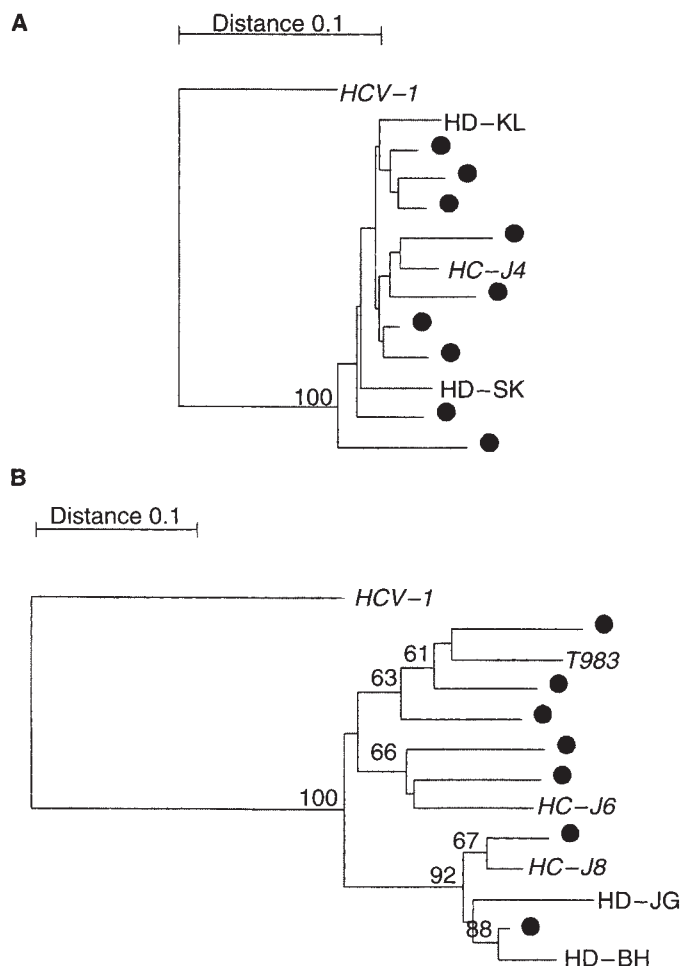 A
Distance 0.1
HCV-1
HD-KL
HC-J4
HD-SK
100
B
Distance 0.1
HCV-1
61
T983
63
66
100
HC-J6
67
HC-J8
92
HD-JG
88
HD-BH